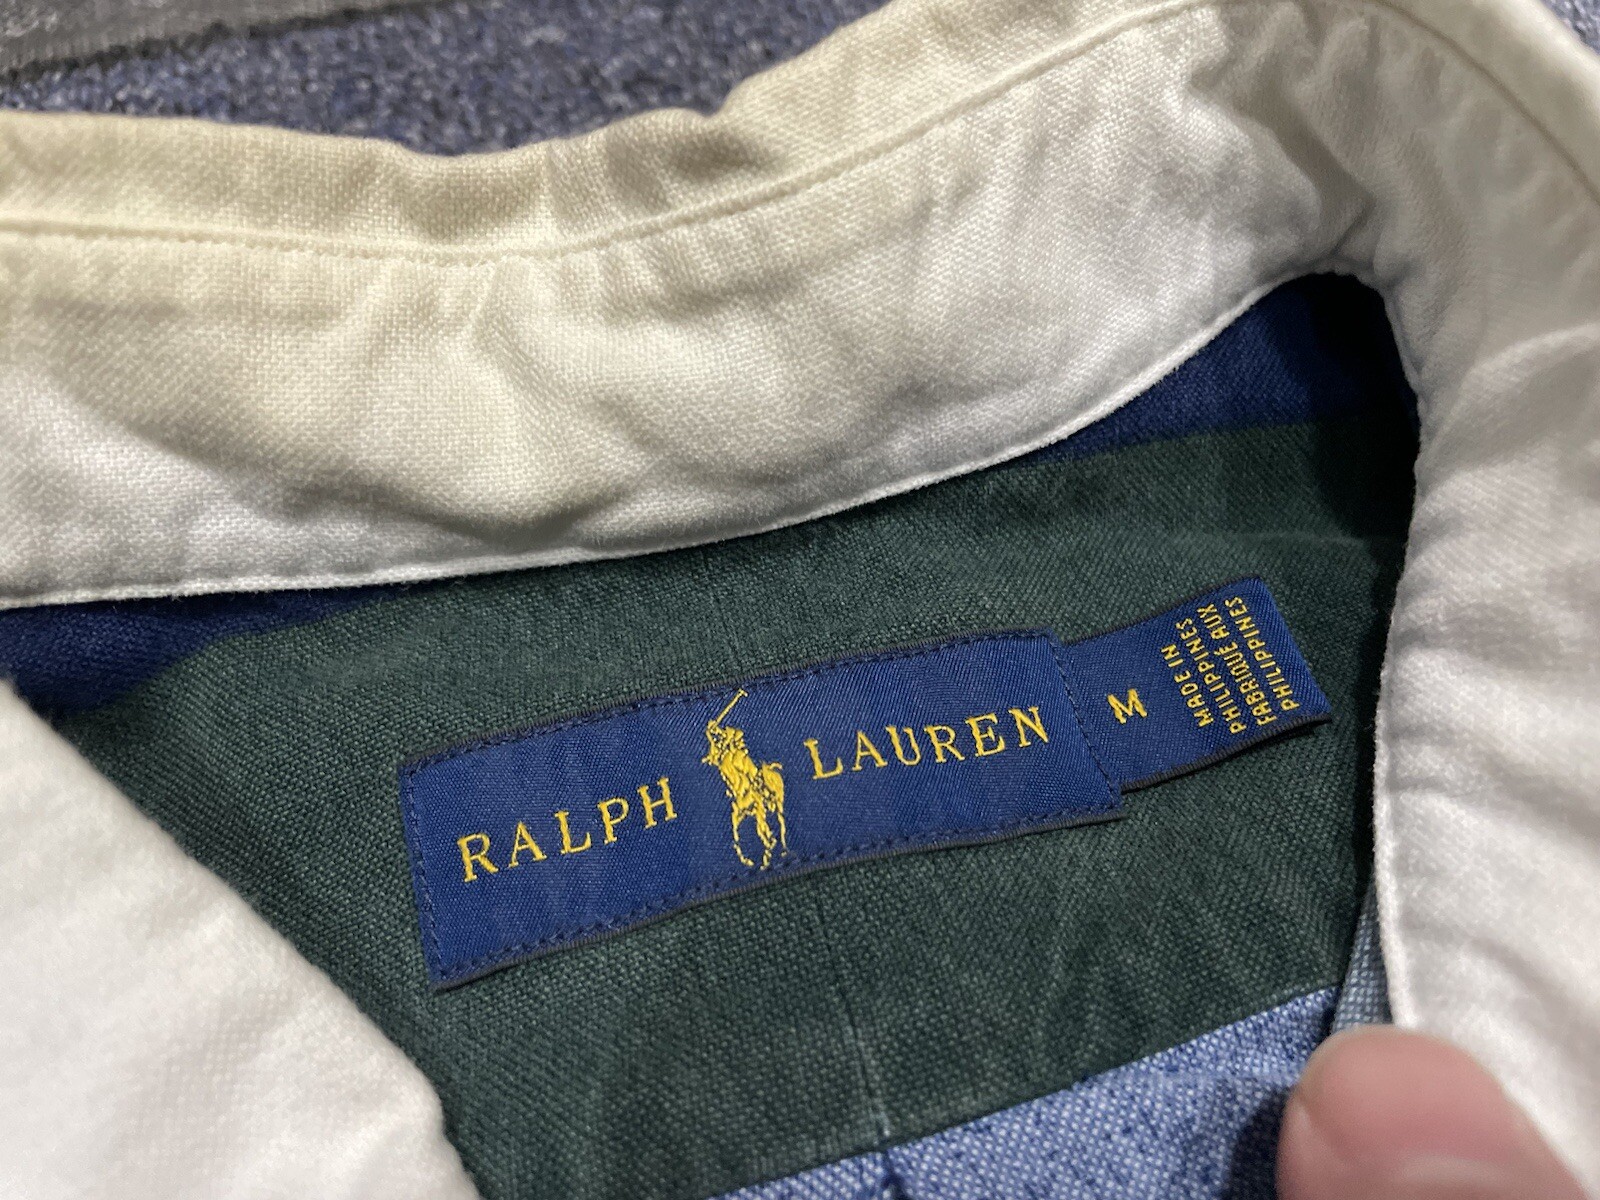 RALPH LAUREN
M
MADE IN
PHILIPPINES
FABRIQUÉ AUX
PHILIPPINES